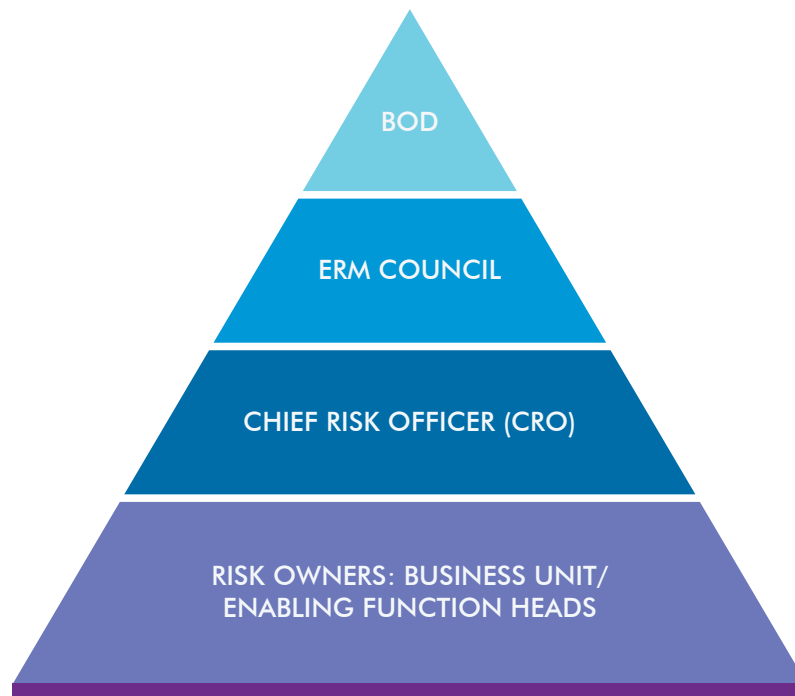 BOD
ERM COUNCIL
CHIEF RISK OFFICER (CRO)
RISK OWNERS: BUSINESS UNIT/
ENABLING FUNCTION HEADS